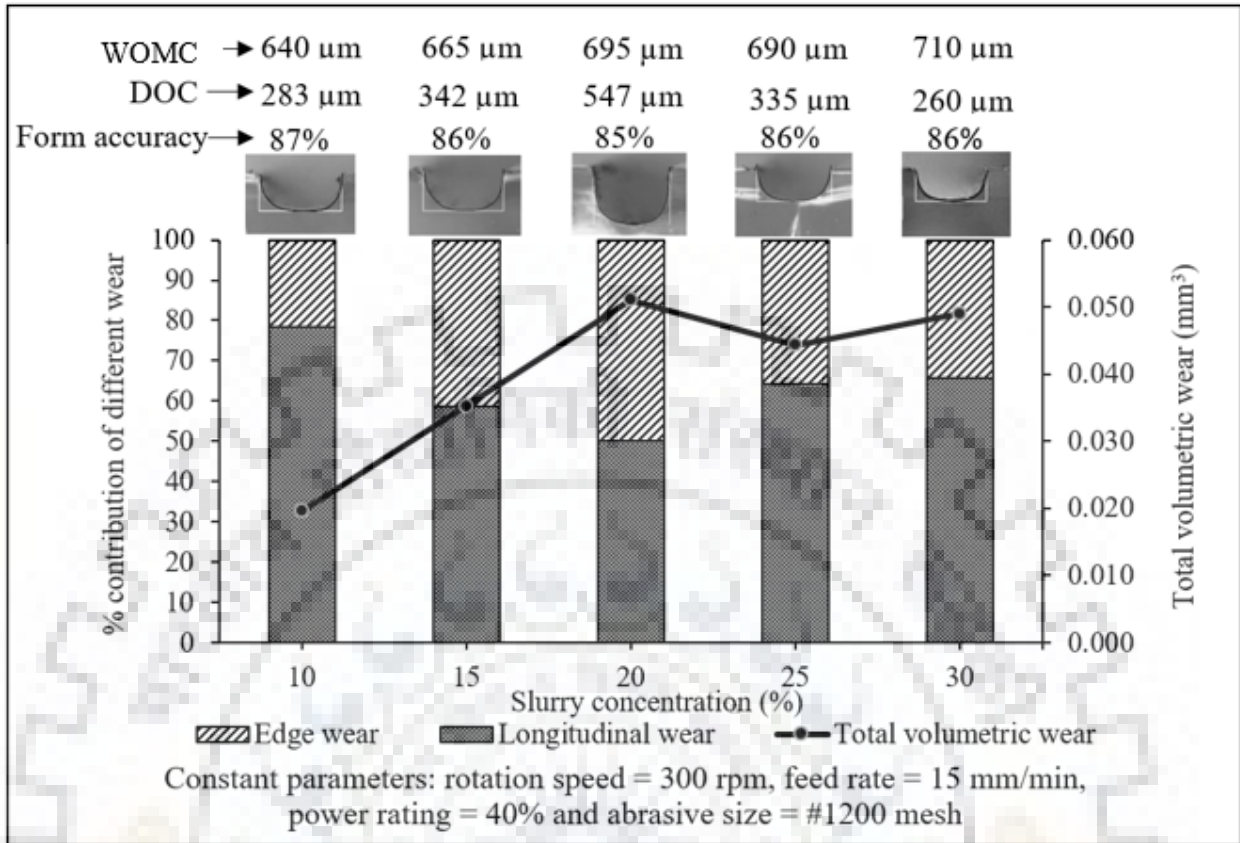 WOMC 640 µm 665 µm 695 µm 690 µm 710 µm
DOC 283 µm 342 µm 547 µm 335 µm 260 µm
Form accuracy 87% 86% 85% 86% 86%
100 0.060
90
80 0.050
70 0.040
60
50 0.030
40
30 0.020
20 0.010
10
0 0.000
% contribution of different wear
Total volumetric wear (mm³)
10 15 20 25 30
Slurry concentration (%)
Edge wear Longitudinal wear Total volumetric wear
Constant parameters: rotation speed = 300 rpm, feed rate = 15 mm/min,
power rating = 40% and abrasive size = #1200 mesh